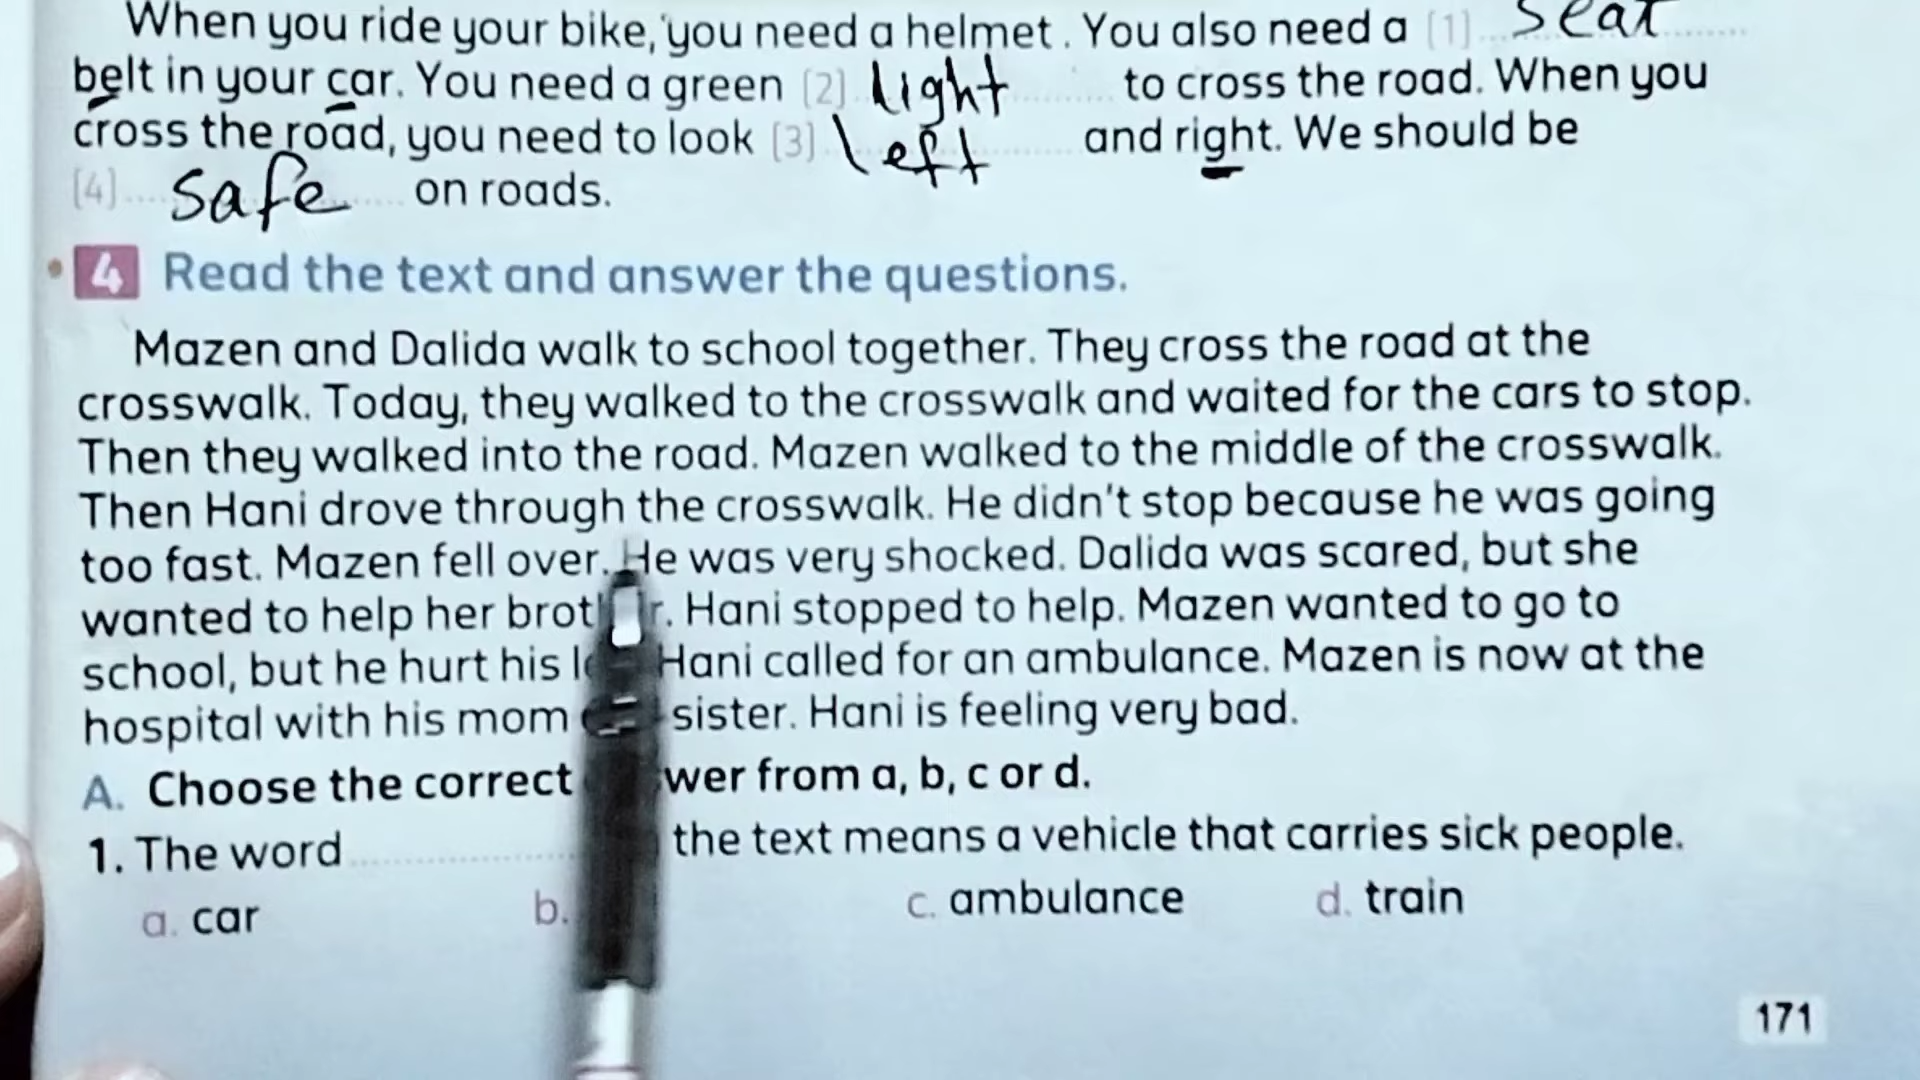 When you ride your bike, you need a helmet. You also need a (1) seat
belt in your car. You need a green (2) light to cross the road. When you
cross the road, you need to look (3) left and right. We should be
(4) safe on roads.
4 Read the text and answer the questions.
Mazen and Dalida walk to school together. They cross the road at the
crosswalk. Today, they walked to the crosswalk and waited for the cars to stop.
Then they walked into the road. Mazen walked to the middle of the crosswalk.
Then Hani drove through the crosswalk. He didn't stop because he was going
too fast. Mazen fell over. He was very shocked. Dalida was scared, but she
wanted to help her brother. Hani stopped to help. Mazen wanted to go to
school, but he hurt his Hani called for an ambulance. Mazen is now at the
hospital with his mom sister. Hani is feeling very bad.
A. Choose the correct answer from a, b, c or d.
1. The word the text means a vehicle that carries sick people.
a. car b. c. ambulance d. train
171